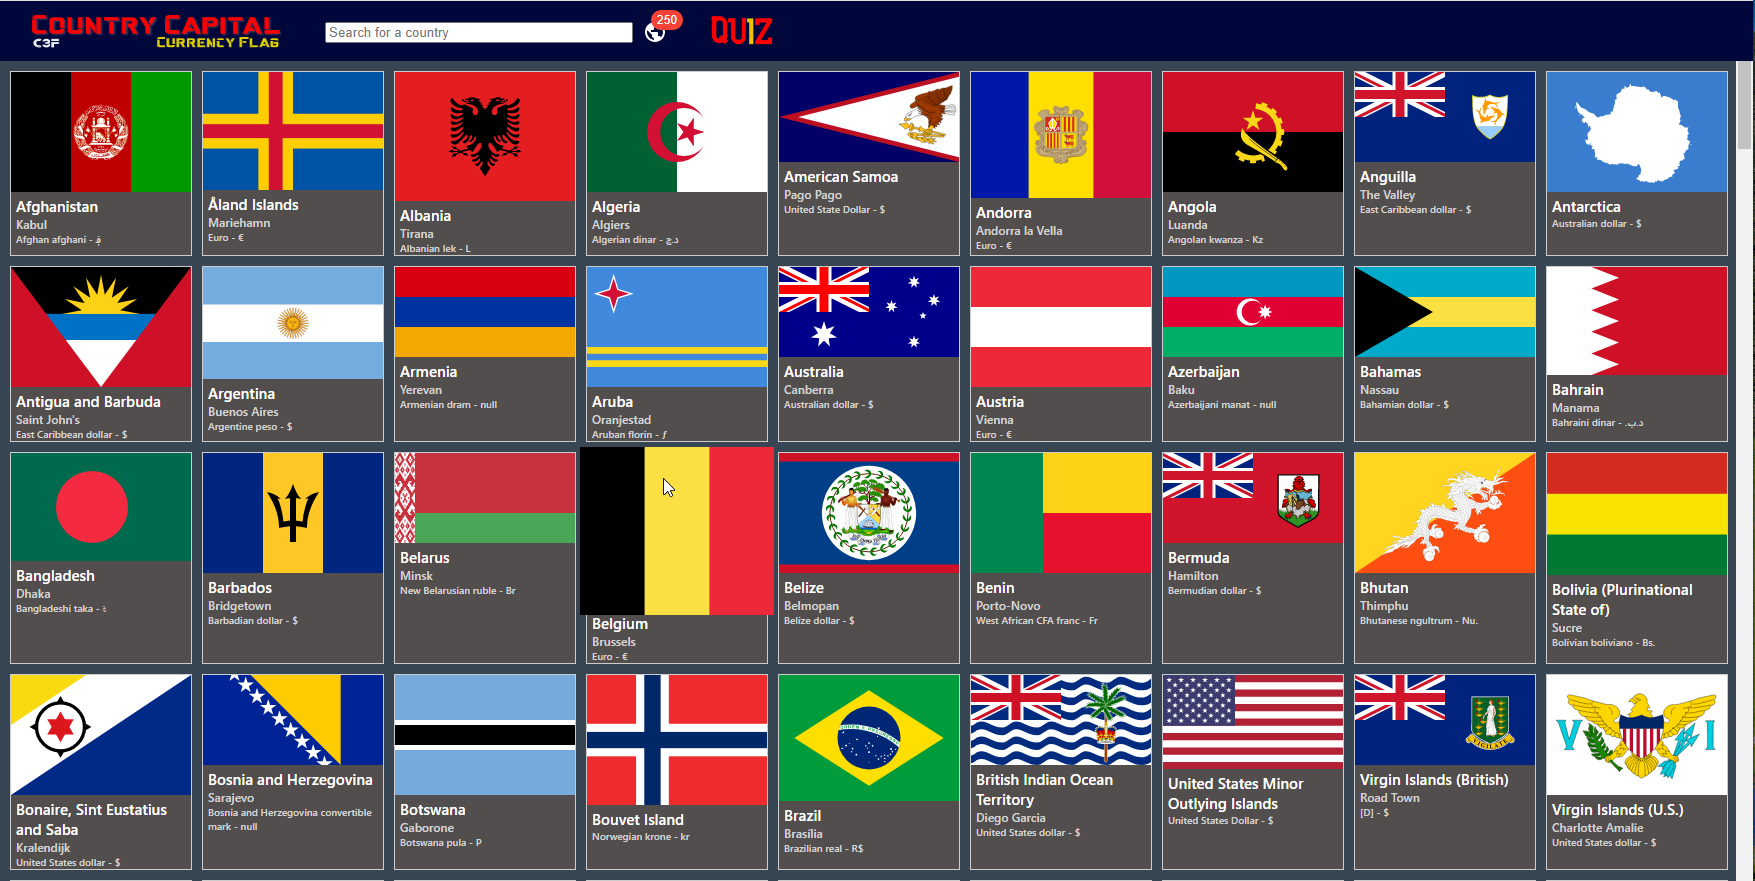 Country Capital
C3F Currency Flag
Search for a country
250
QUIZ
Afghanistan
Kabul
Afghan afghani - ؋
Åland Islands
Mariehamn
Euro - €
Albania
Tirana
Albanian lek - L
Algeria
Algiers
Algerian dinar - د.ج
American Samoa
Pago Pago
United State Dollar - $
Andorra
Andorra la Vella
Euro - €
Angola
Luanda
Angolan kwanza - Kz
Anguilla
The Valley
East Caribbean dollar - $
Antarctica
Australian dollar - $
Antigua and Barbuda
Saint John's
East Caribbean dollar - $
Argentina
Buenos Aires
Argentine peso - $
Armenia
Yerevan
Armenian dram - null
Aruba
Oranjestad
Aruban florin - ƒ
Australia
Canberra
Australian dollar - $
Austria
Vienna
Euro - €
Azerbaijan
Baku
Azerbaijani manat - null
Bahamas
Nassau
Bahamian dollar - $
Bahrain
Manama
Bahraini dinar - .د.ب
Bangladesh
Dhaka
Bangladeshi taka - ৳
Barbados
Bridgetown
Barbadian dollar - $
Belarus
Minsk
New Belarusian ruble - Br
Belgium
Brussels
Euro - €
Belize
Belmopan
Belize dollar - $
Benin
Porto-Novo
West African CFA franc - Fr
Bermuda
Hamilton
Bermudian dollar - $
Bhutan
Thimphu
Bhutanese ngultrum - Nu.
Bolivia (Plurinational
State of)
Sucre
Bolivian boliviano - Bs.
Bonaire, Sint Eustatius
and Saba
Kralendijk
United States dollar - $
Bosnia and Herzegovina
Sarajevo
Bosnia and Herzegovina convertible
mark - null
Botswana
Gaborone
Botswana pula - P
Bouvet Island
Norwegian krone - kr
Brazil
Brasília
Brazilian real - R$
British Indian Ocean
Territory
Diego Garcia
United States dollar - $
United States Minor
Outlying Islands
United States Dollar - $
VIGILATE
Virgin Islands (British)
Road Town
[D] - $
V I
Virgin Islands (U.S.)
Charlotte Amalie
United States dollar - $